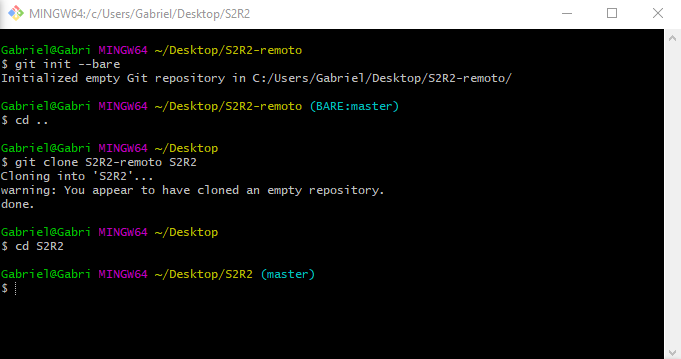 MINGW64:/c/Users/Gabriel/Desktop/S2R2
Gabriel@Gabri MINGW64 ~/Desktop/S2R2-remoto
$ git init --bare
Initialized empty Git repository in C:/Users/Gabriel/Desktop/S2R2-remoto/
Gabriel@Gabri MINGW64 ~/Desktop/S2R2-remoto (BARE:master)
$ cd ..
Gabriel@Gabri MINGW64 ~/Desktop
$ git clone S2R2-remoto S2R2
Cloning into 'S2R2'...
warning: You appear to have cloned an empty repository.
done.
Gabriel@Gabri MINGW64 ~/Desktop
$ cd S2R2
Gabriel@Gabri MINGW64 ~/Desktop/S2R2 (master)
$